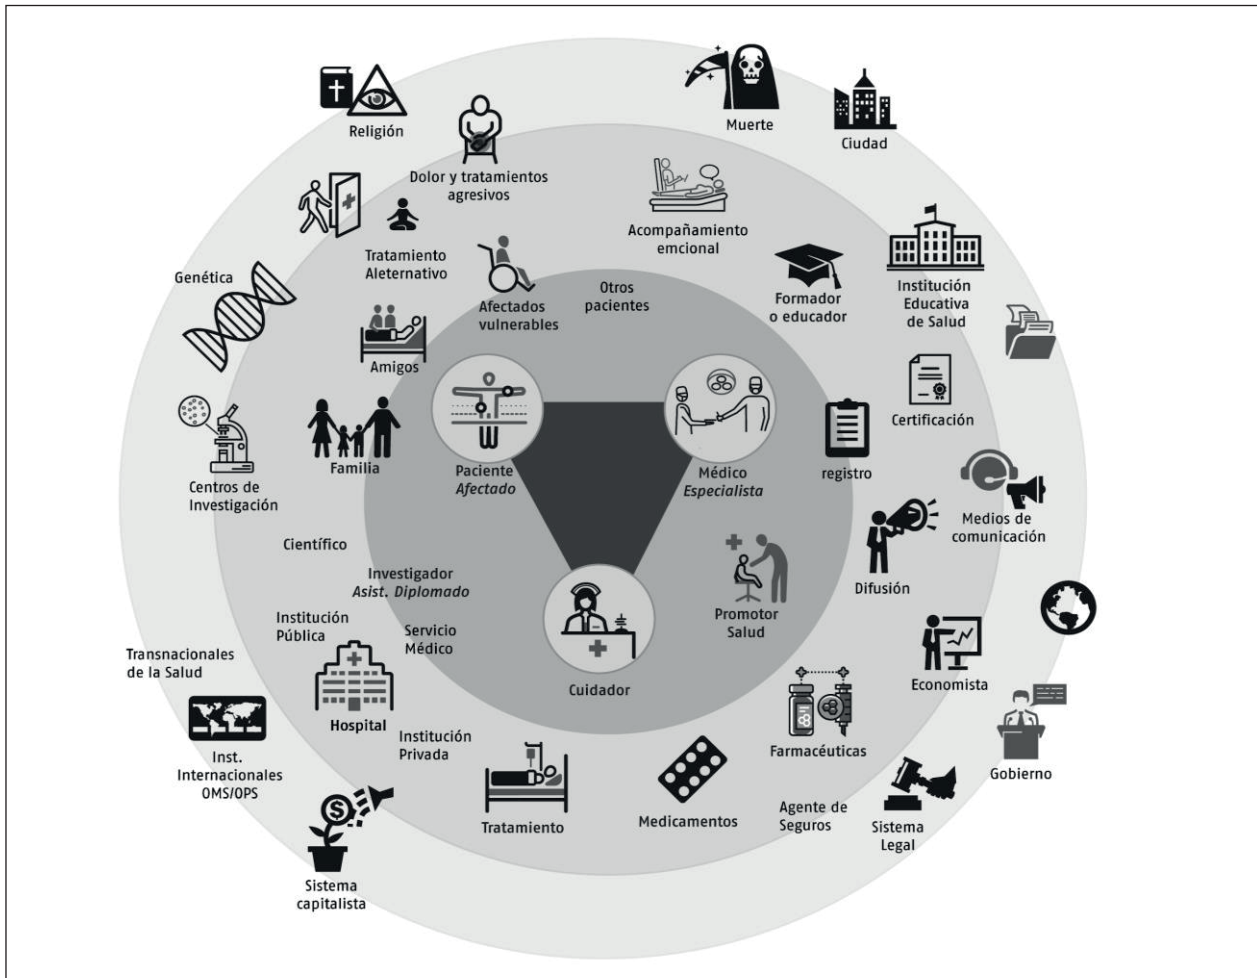 Religión
Muerte
Ciudad
Dolor y tratamientos
agresivos
Acompañamiento
emcional
Tratamiento
Aleternativo
Genética
Afectados
vulnerables
Otros
pacientes
Formador
o educador
Institución
Educativa
de Salud
Amigos
Certificación
Familia
Paciente
Afectado
Médico
Especialista
registro
Centros de
Investigación
Medios de
comunicación
Científico
Investigador
Asist. Diplomado
Difusión
Institución
Pública
Servicio
Médico
Promotor
Salud
Transnacionales
de la Salud
Cuidador
Economista
Hospital
Institución
Privada
Farmacéuticas
Inst.
Internacionales
OMS/OPS
Gobierno
Tratamiento
Medicamentos
Agente de
Seguros
Sistema
Legal
Sistema
capitalista